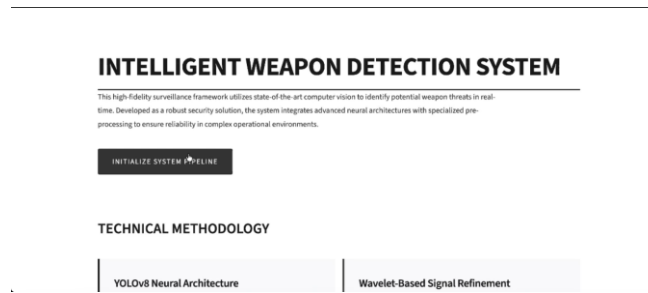 INTELLIGENT WEAPON DETECTION SYSTEM
This high-fidelity surveillance framework utilizes state-of-the-art computer vision to identify potential weapon threats in real-
time. Developed as a robust security solution, the system integrates advanced neural architectures with specialized pre-
processing to ensure reliability in complex operational environments.
INITIALIZE SYSTEM PIPELINE
TECHNICAL METHODOLOGY
YOLOv8 Neural Architecture
Wavelet-Based Signal Refinement